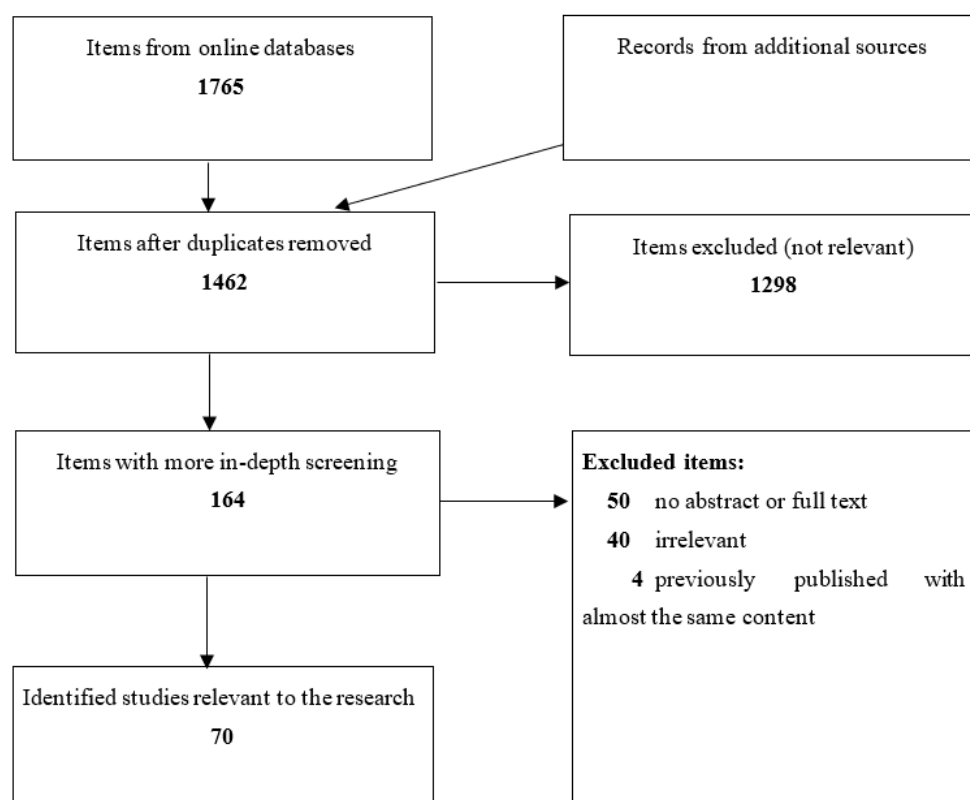 Items from online databases
1765
Records from additional sources
Items after duplicates removed
1462
Items excluded (not relevant)
1298
Items with more in-depth screening
164
Excluded items:
50 no abstract or full text
40 irrelevant
4 previously published with
almost the same content
Identified studies relevant to the research
70